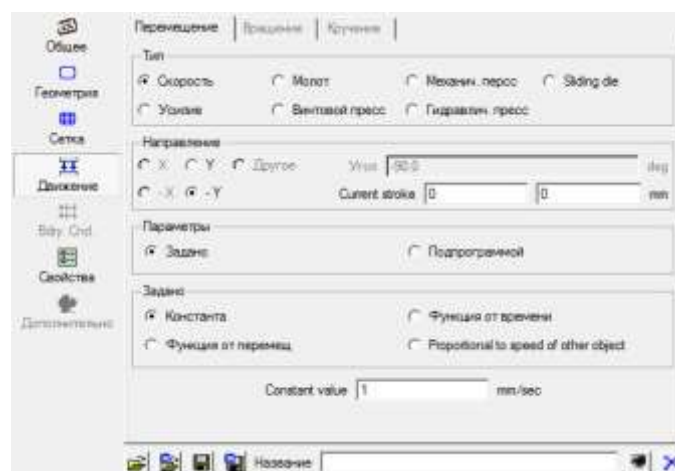 Общее
Геометрия
Сетка
Движение
Bdry. Cnd.
Свойства
Дополнительно
Перемещение Вращение Кручение
Тип
Скорость Молот Механич. персс Sliding die
Усилие Винтовой пресс Гидравлич. пресс
Направление
X Y Другое Угол -90.0 deg
-X -Y Current stroke 0 0 mm
Параметры
Задано Подпрограммой
Задано
Константа Функция от времени
Функция от перемещ Proportional to speed of other object
Constant value 1 mm/sec
Название